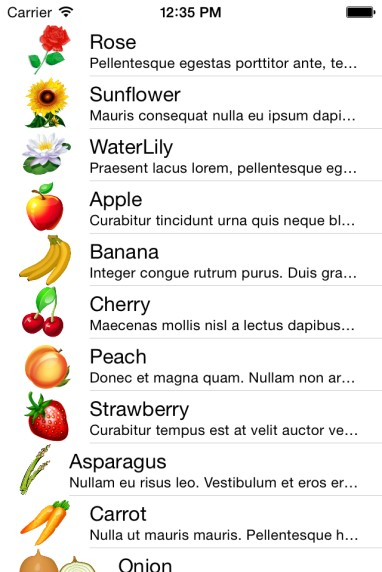 Carrier 12:35 PM
Rose
Pellentesque egestas porttitor ante, te…
Sunflower
Mauris consequat nulla eu ipsum dapi…
WaterLily
Praesent lacus lorem, pellentesque eg…
Apple
Curabitur tincidunt urna quis neque bl…
Banana
Integer congue rutrum purus. Duis gra…
Cherry
Maecenas mollis nisl a lectus dapibus…
Peach
Donec et magna quam. Nullam non ar…
Strawberry
Curabitur tempus est at velit auctor ve…
Asparagus
Nullam eu risus leo. Vestibulum et eros er…
Carrot
Nulla ut mauris mauris. Pellentesque h…
Onion